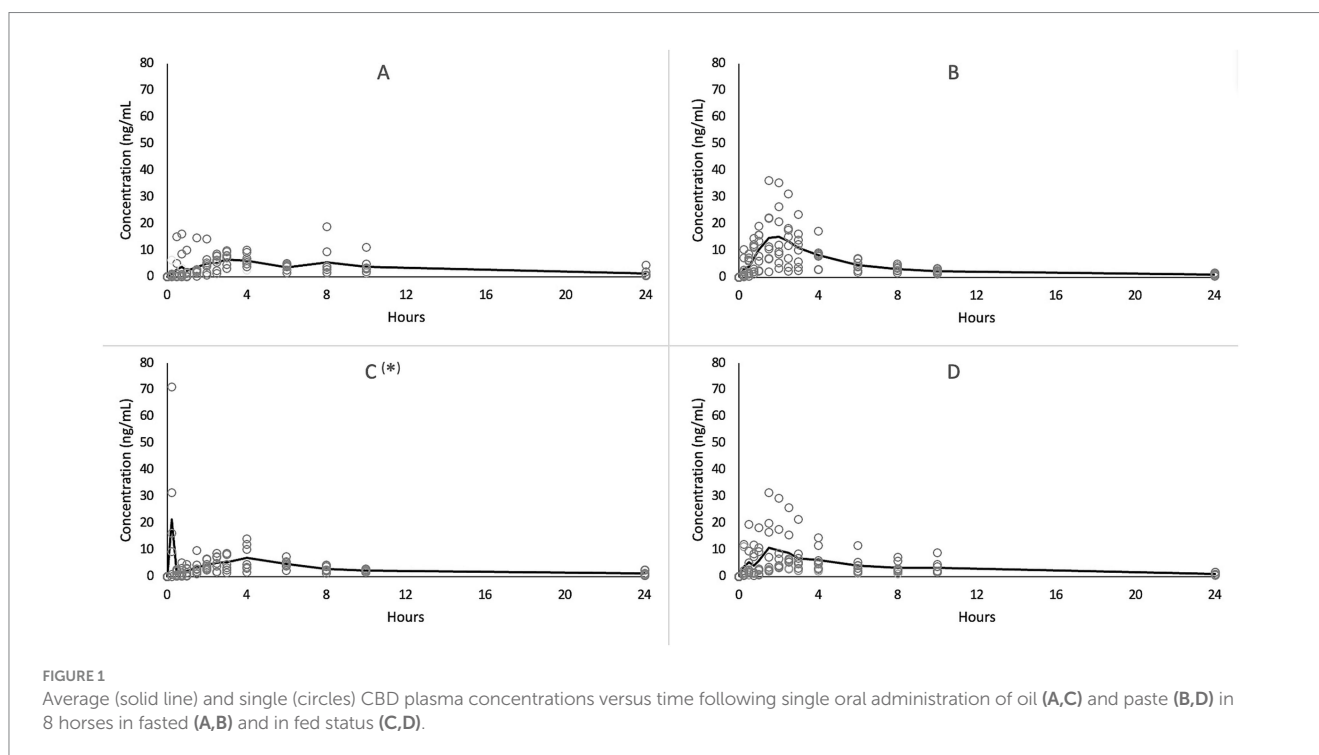 A
Concentration (ng/mL)
80
70
60
50
40
30
20
10
0
0 4 8 12 16 20 24
Hours
B
Concentration (ng/mL)
80
70
60
50
40
30
20
10
0
0 4 8 12 16 20 24
Hours
C (*)
Concentration (ng/mL)
80
70
60
50
40
30
20
10
0
0 4 8 12 16 20 24
Hours
D
Concentration (ng/mL)
80
70
60
50
40
30
20
10
0
0 4 8 12 16 20 24
Hours
FIGURE 1
Average (solid line) and single (circles) CBD plasma concentrations versus time following single oral administration of oil (A,C) and paste (B,D) in
8 horses in fasted (A,B) and in fed status (C,D).